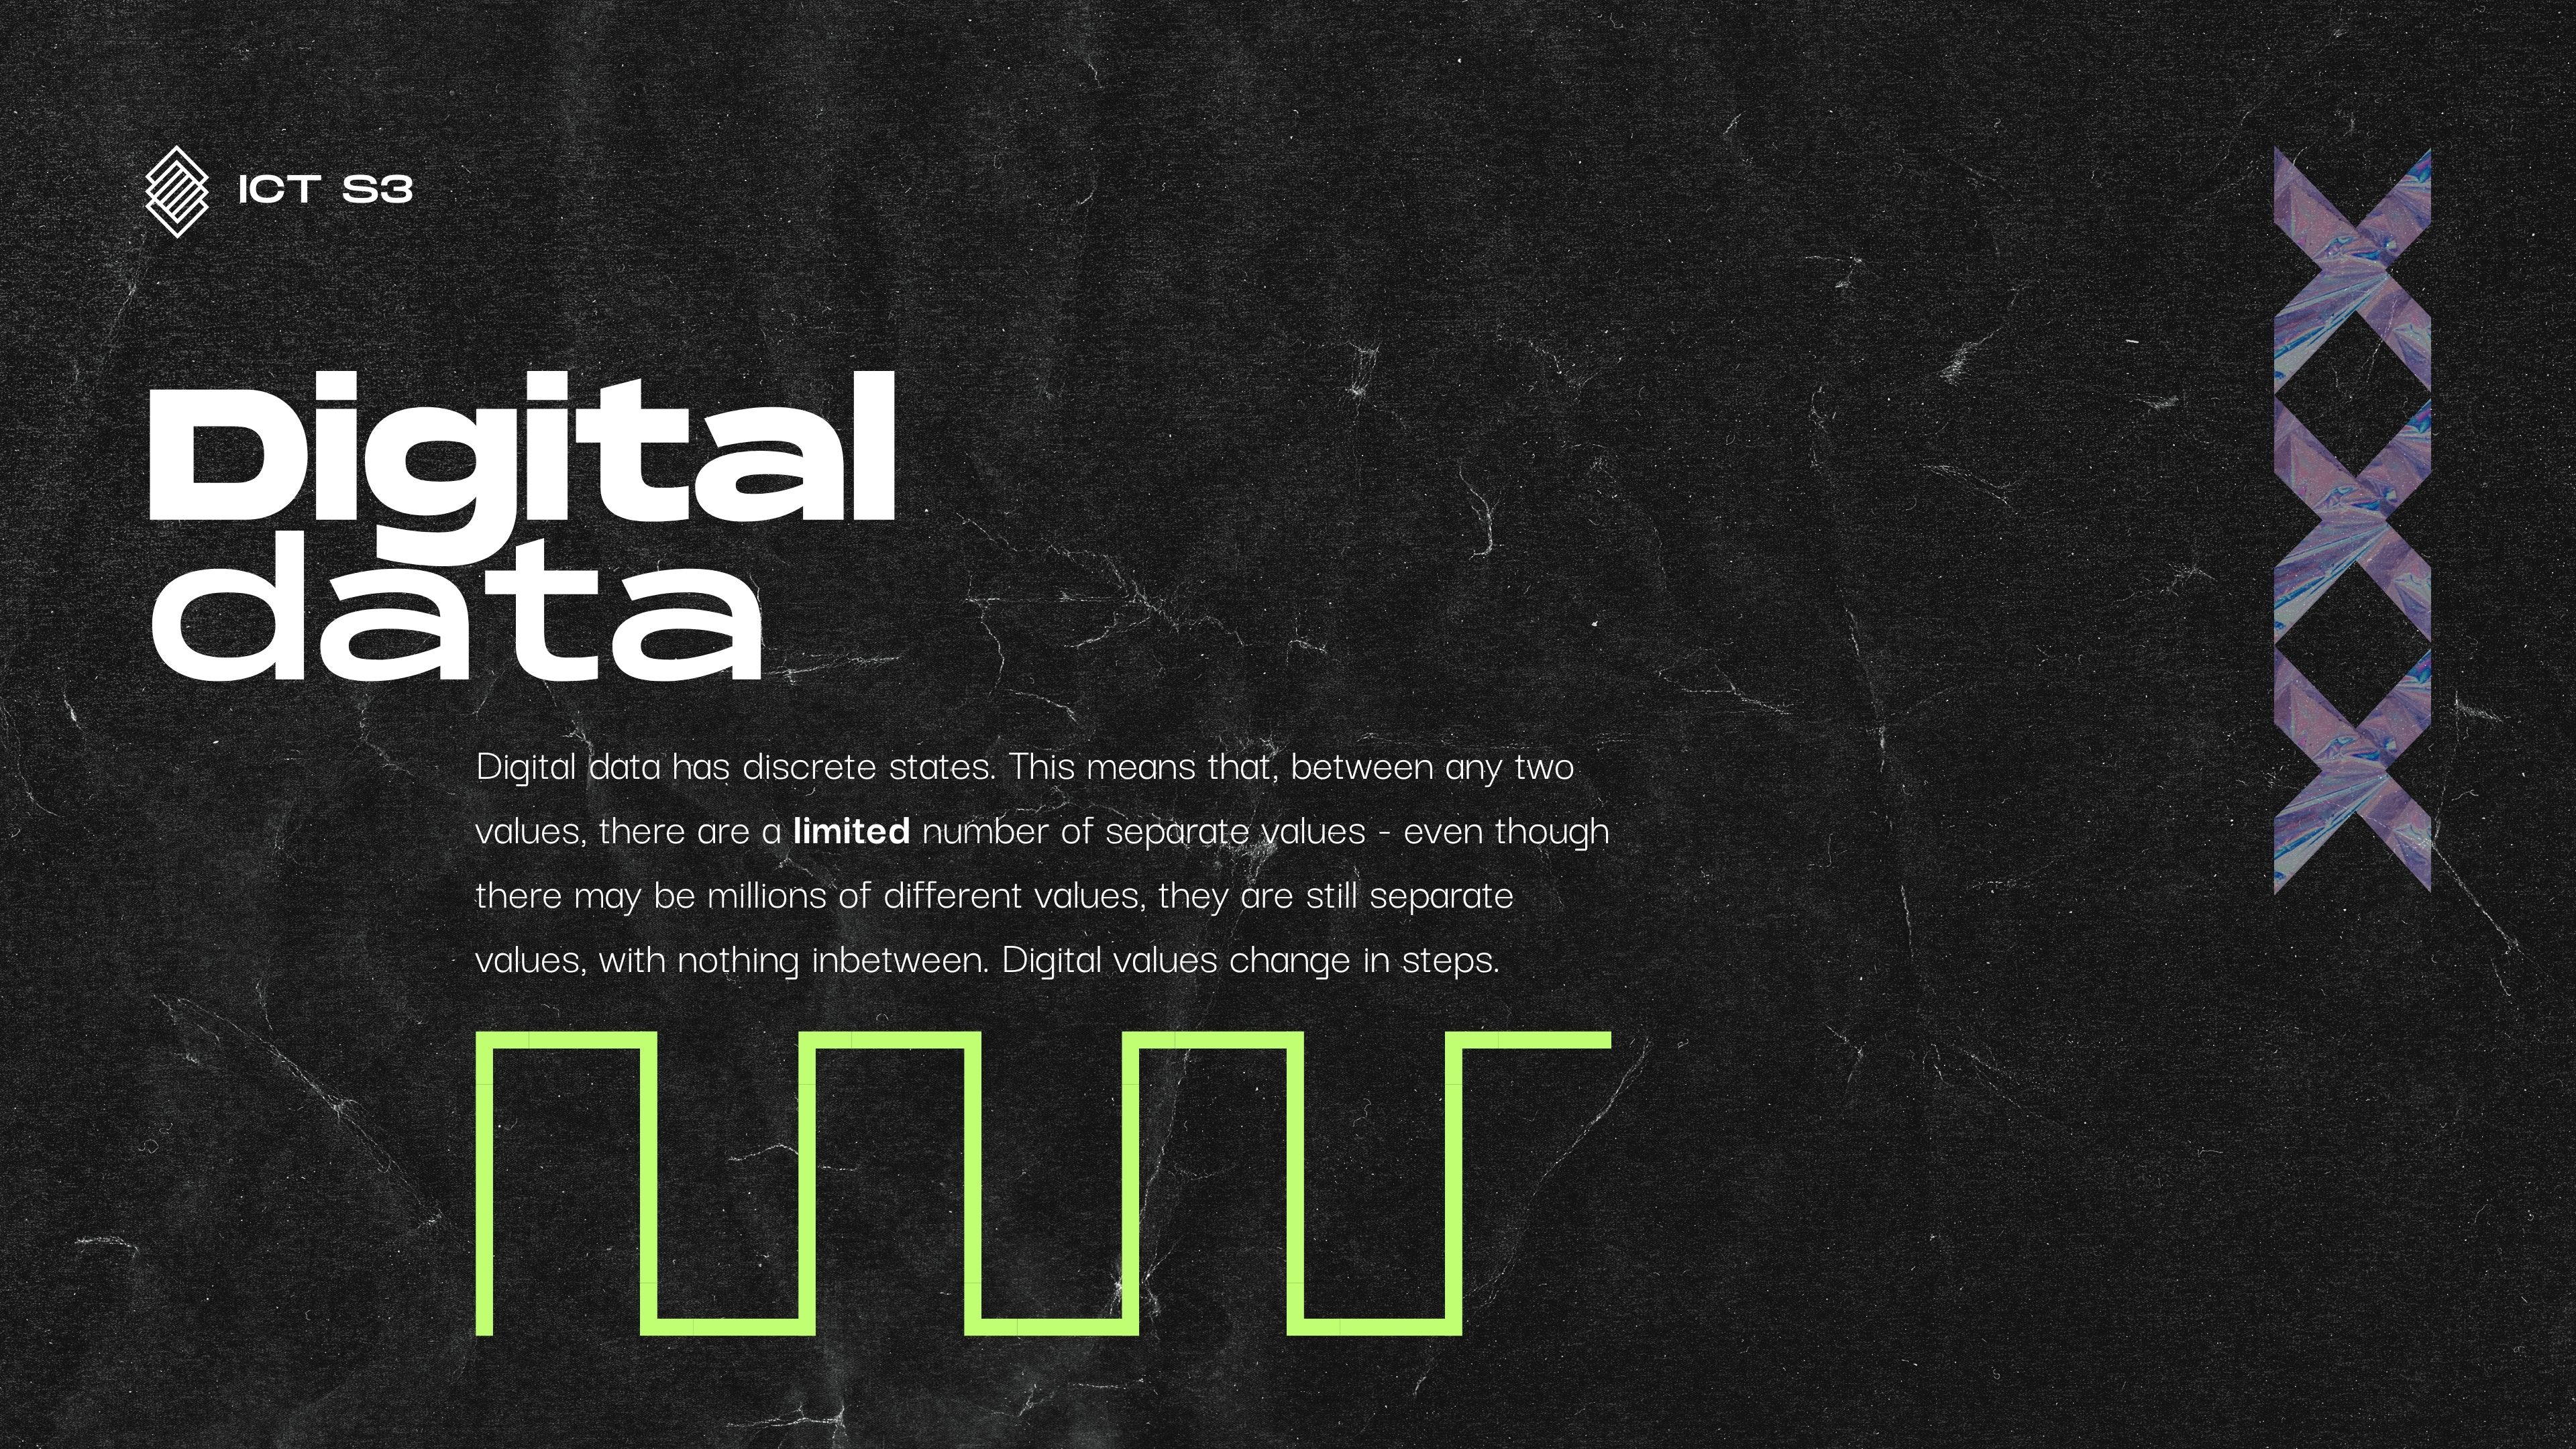 ICT S3
Digital
data
Digital data has discrete states. This means that, between any two
values, there are a limited number of separate values - even though
there may be millions of different values, they are still separate
values, with nothing inbetween. Digital values change in steps.